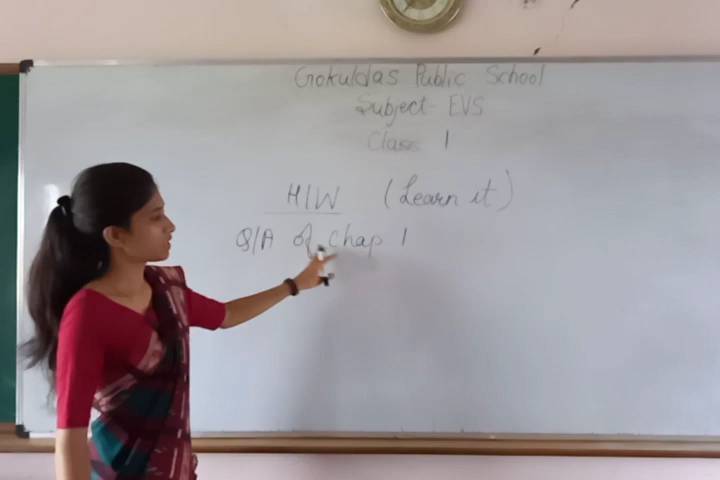 Gokuldas Public School
Subject- EVS
Class 1
H/W (Learn it)
Q/A of Chap 1